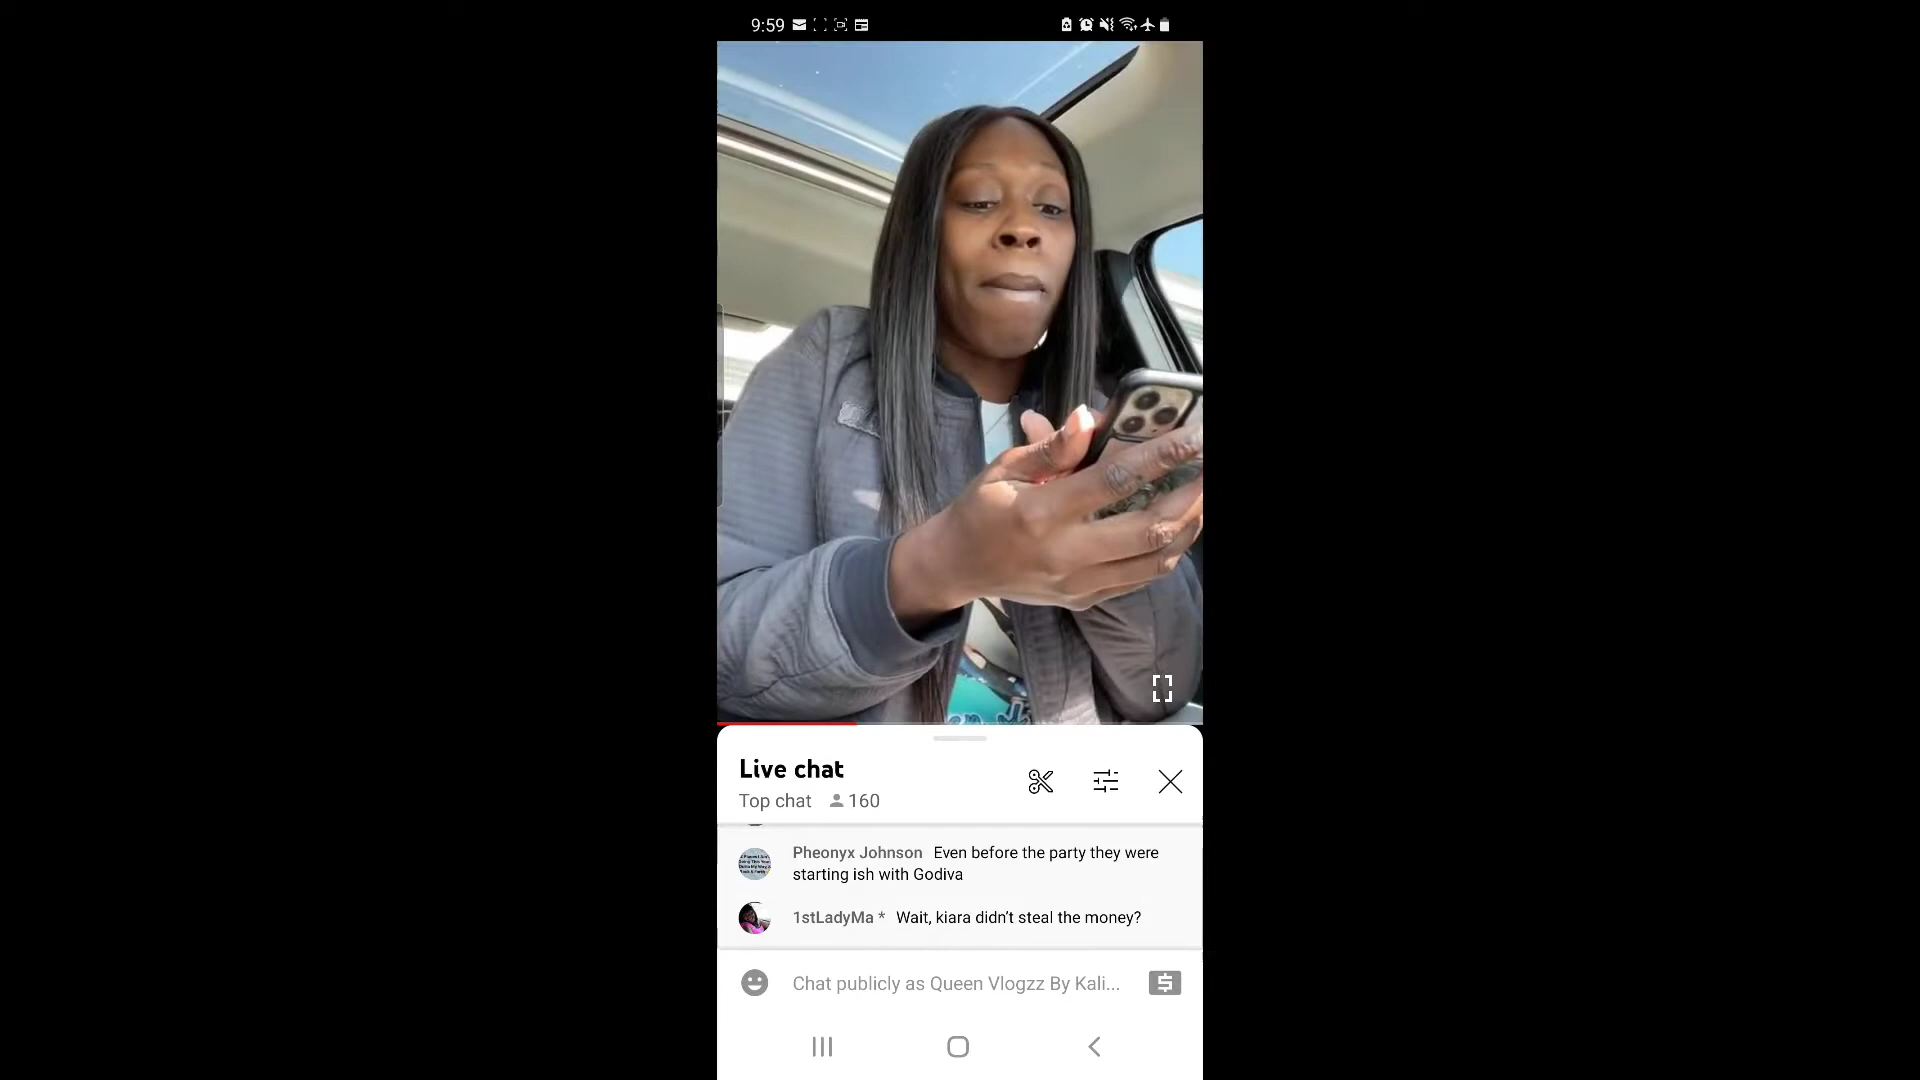 9:59
Live chat
Top chat 160
Pheonyx Johnson Even before the party they were
starting ish with Godiva
1stLadyMa * Wait, kiara didn't steal the money?
Chat publicly as Queen Vlogzz By Kali...